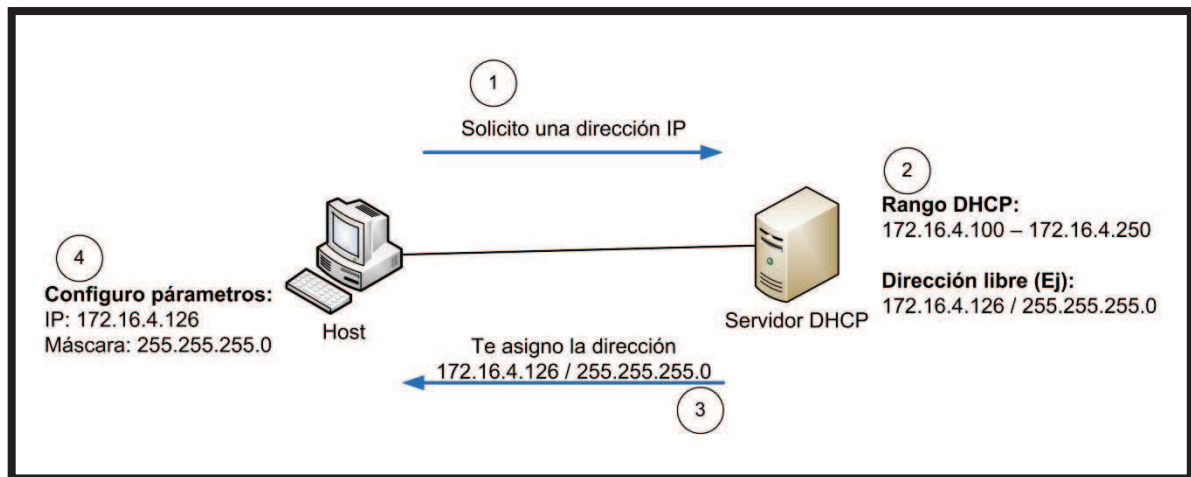 1
Solicito una dirección IP
2
Rango DHCP:
172.16.4.100 – 172.16.4.250
Dirección libre (Ej):
172.16.4.126 / 255.255.255.0
Servidor DHCP
Host
4
Configuro párametros:
IP: 172.16.4.126
Máscara: 255.255.255.0
Te asigno la dirección
172.16.4.126 / 255.255.255.0
3